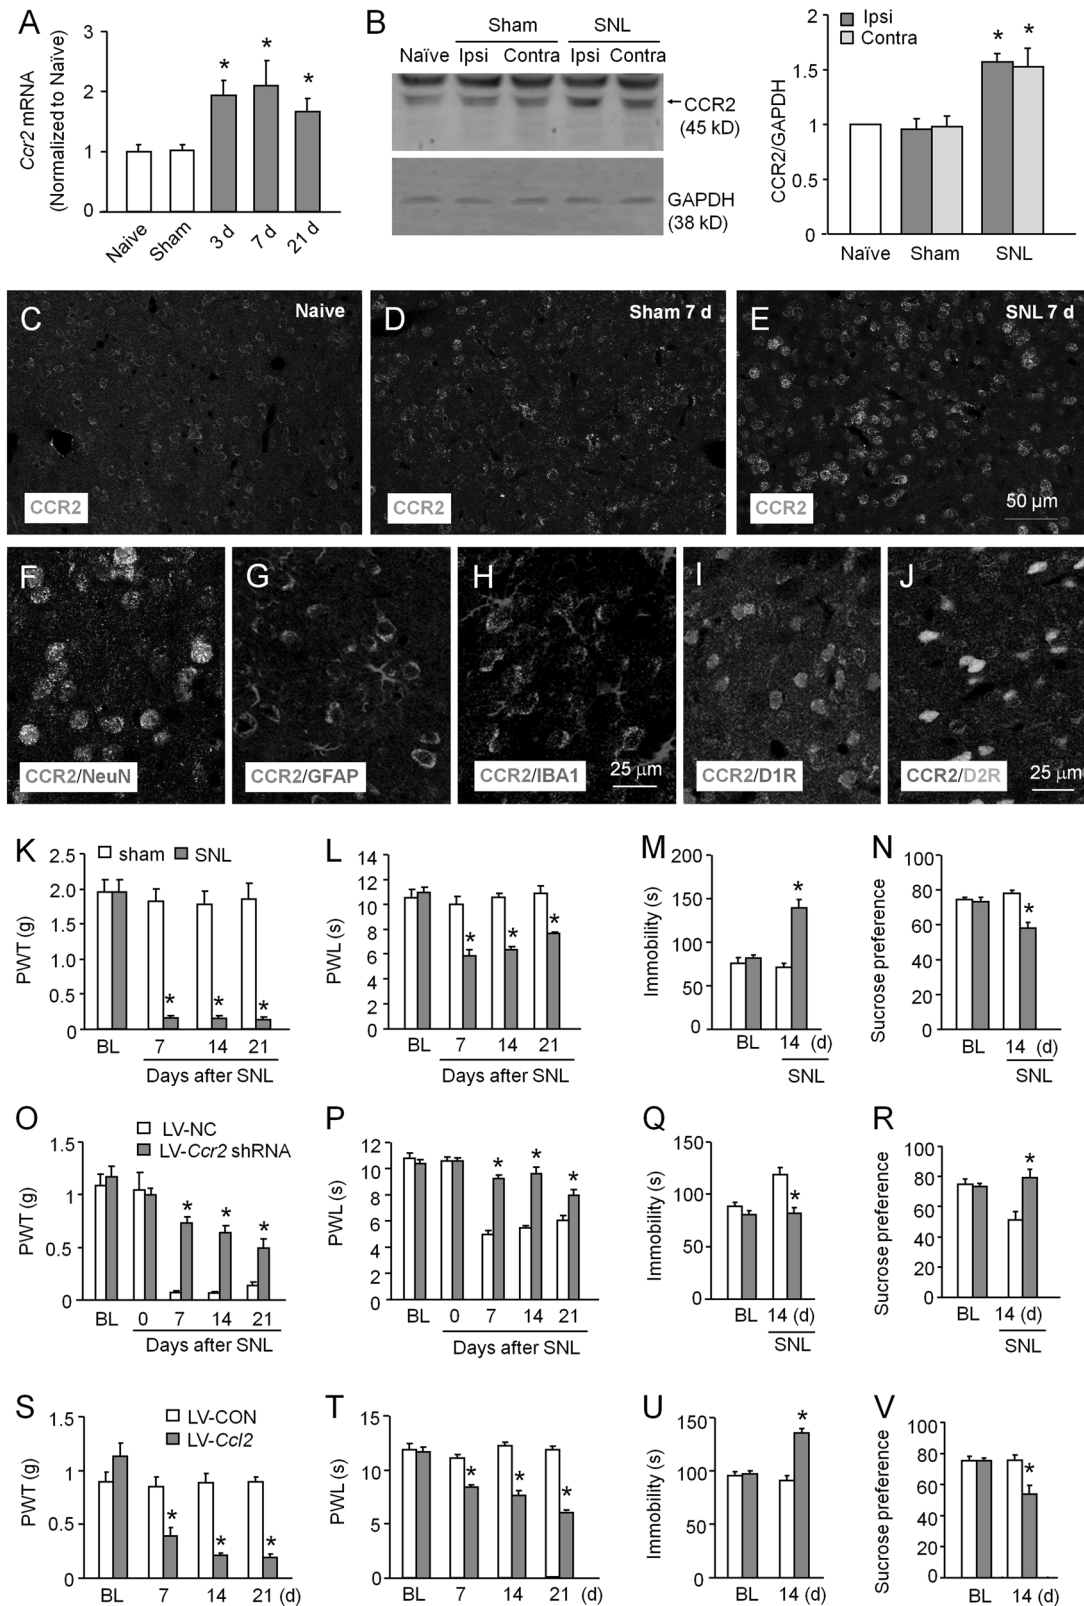 A
Ccr2 mRNA
(Normalized to Naïve)
3
2
1
0
*
*
*
Naive
Sham
3 d
7 d
21 d
B
Sham
SNL
Naïve
Ipsi
Contra
Ipsi
Contra
←CCR2
(45 kD)
GAPDH
(38 kD)
CCR2/GAPDH
2
1.5
1
0.5
0
Ipsi
Contra
*
*
Naïve
Sham
SNL
C
Naive
CCR2
D
Sham 7 d
CCR2
E
SNL 7 d
CCR2
50 µm
F
CCR2/NeuN
G
CCR2/GFAP
H
CCR2/IBA1
25 µm
I
CCR2/D1R
J
CCR2/D2R
25 µm
K
sham
SNL
PWT (g)
2.5
2.0
1.5
1.0
0.5
0
*
*
*
BL
7
14
21
Days after SNL
L
PWL (s)
14
12
10
8
6
4
2
0
*
*
*
BL
7
14
21
Days after SNL
M
Immobility (s)
200
150
100
50
0
*
BL
14 (d)
SNL
N
Sucrose preference
100
80
60
40
20
0
*
BL
14 (d)
SNL
O
LV-NC
LV-Ccr2 shRNA
PWT (g)
1.5
1
0.5
0
*
*
*
BL
0
7
14
21
Days after SNL
P
PWL (s)
12
10
8
6
4
2
0
*
*
*
BL
0
7
14
21
Days after SNL
Q
Immobility (s)
150
100
50
0
*
BL
14 (d)
SNL
R
Sucrose preference
100
80
60
40
20
0
*
BL
14 (d)
SNL
S
LV-CON
LV-Ccl2
PWT (g)
1.5
1
0.5
0
*
*
*
BL
7
14
21 (d)
T
PWL (s)
15
10
5
0
*
*
*
BL
7
14
21 (d)
U
Immobility (s)
150
100
50
0
*
BL
14 (d)
V
Sucrose preference
100
80
60
40
20
0
*
BL
14 (d)